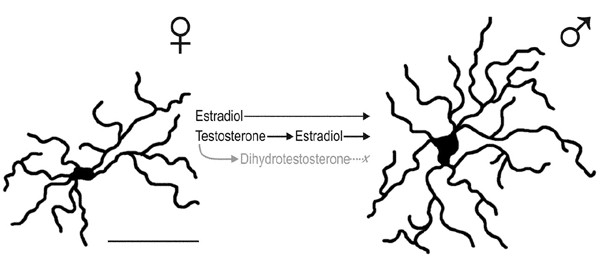 ♀
♂
Estradiol
Testosterone Estradiol
Dihydrotestosterone x